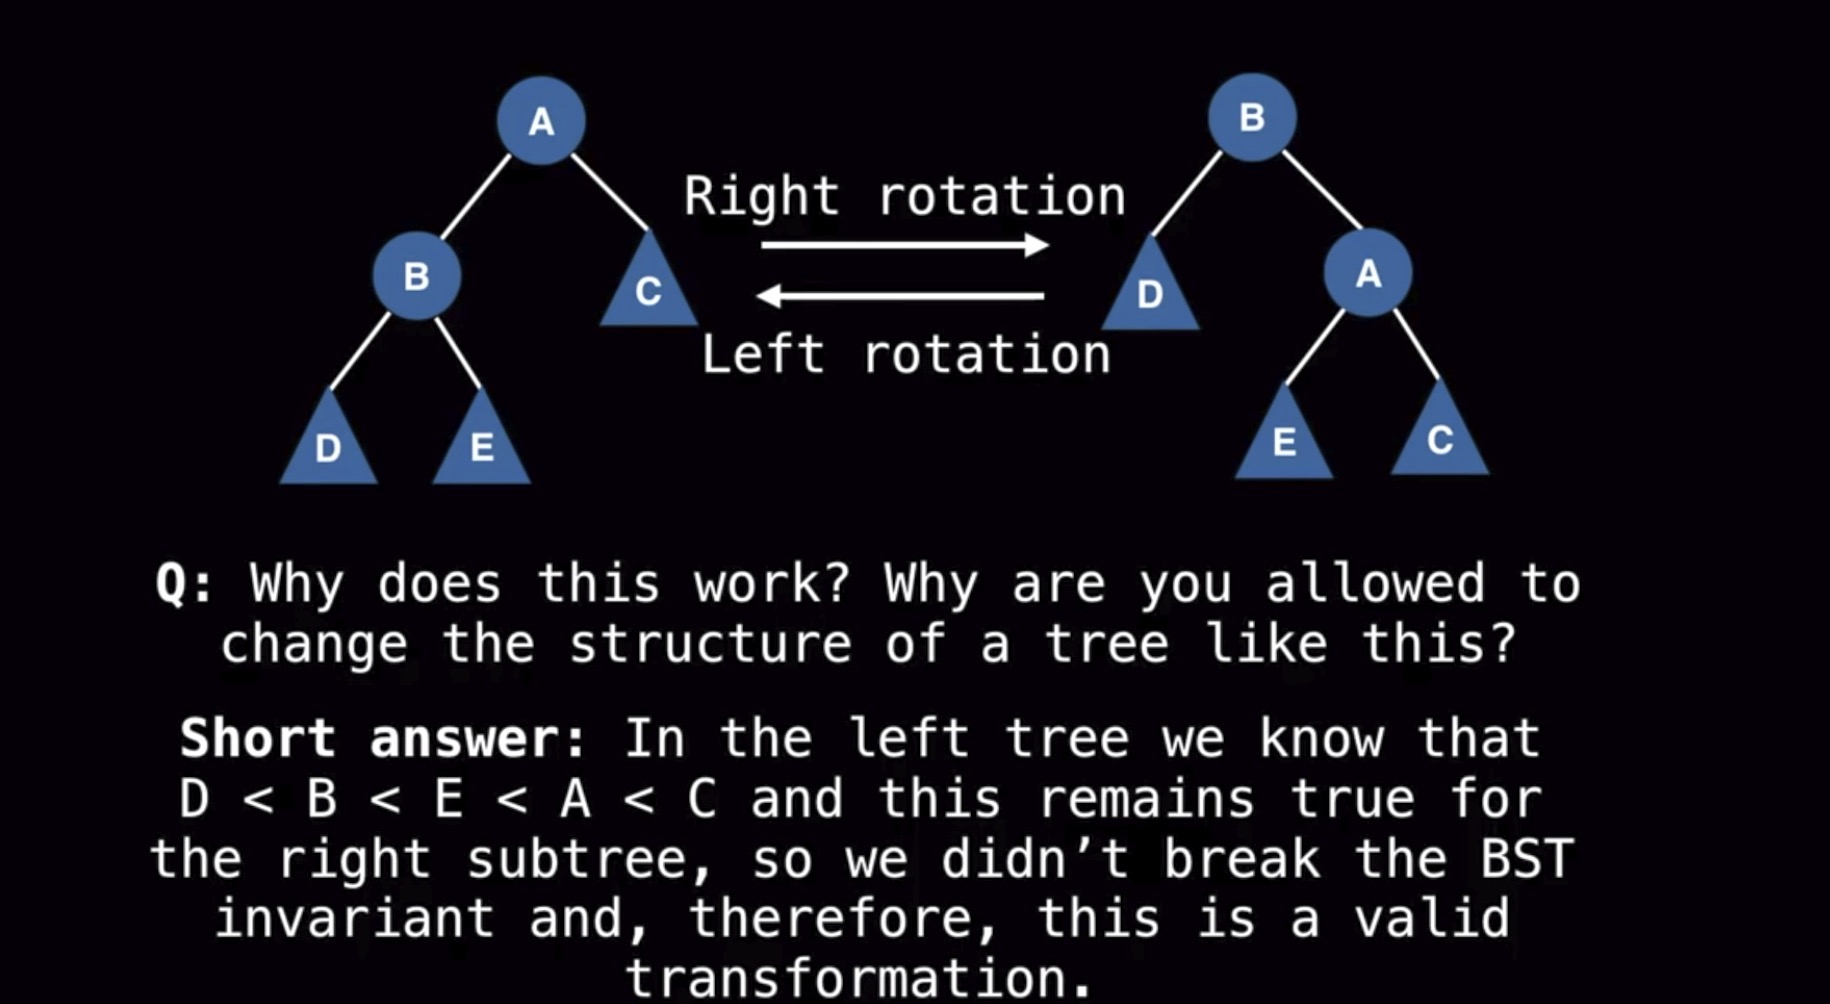 A
B
Right rotation
B
C
D
A
Left rotation
D
E
E
C
Q: Why does this work? Why are you allowed to
change the structure of a tree like this?
Short answer: In the left tree we know that
D < B < E < A < C and this remains true for
the right subtree, so we didn’t break the BST
invariant and, therefore, this is a valid
transformation.